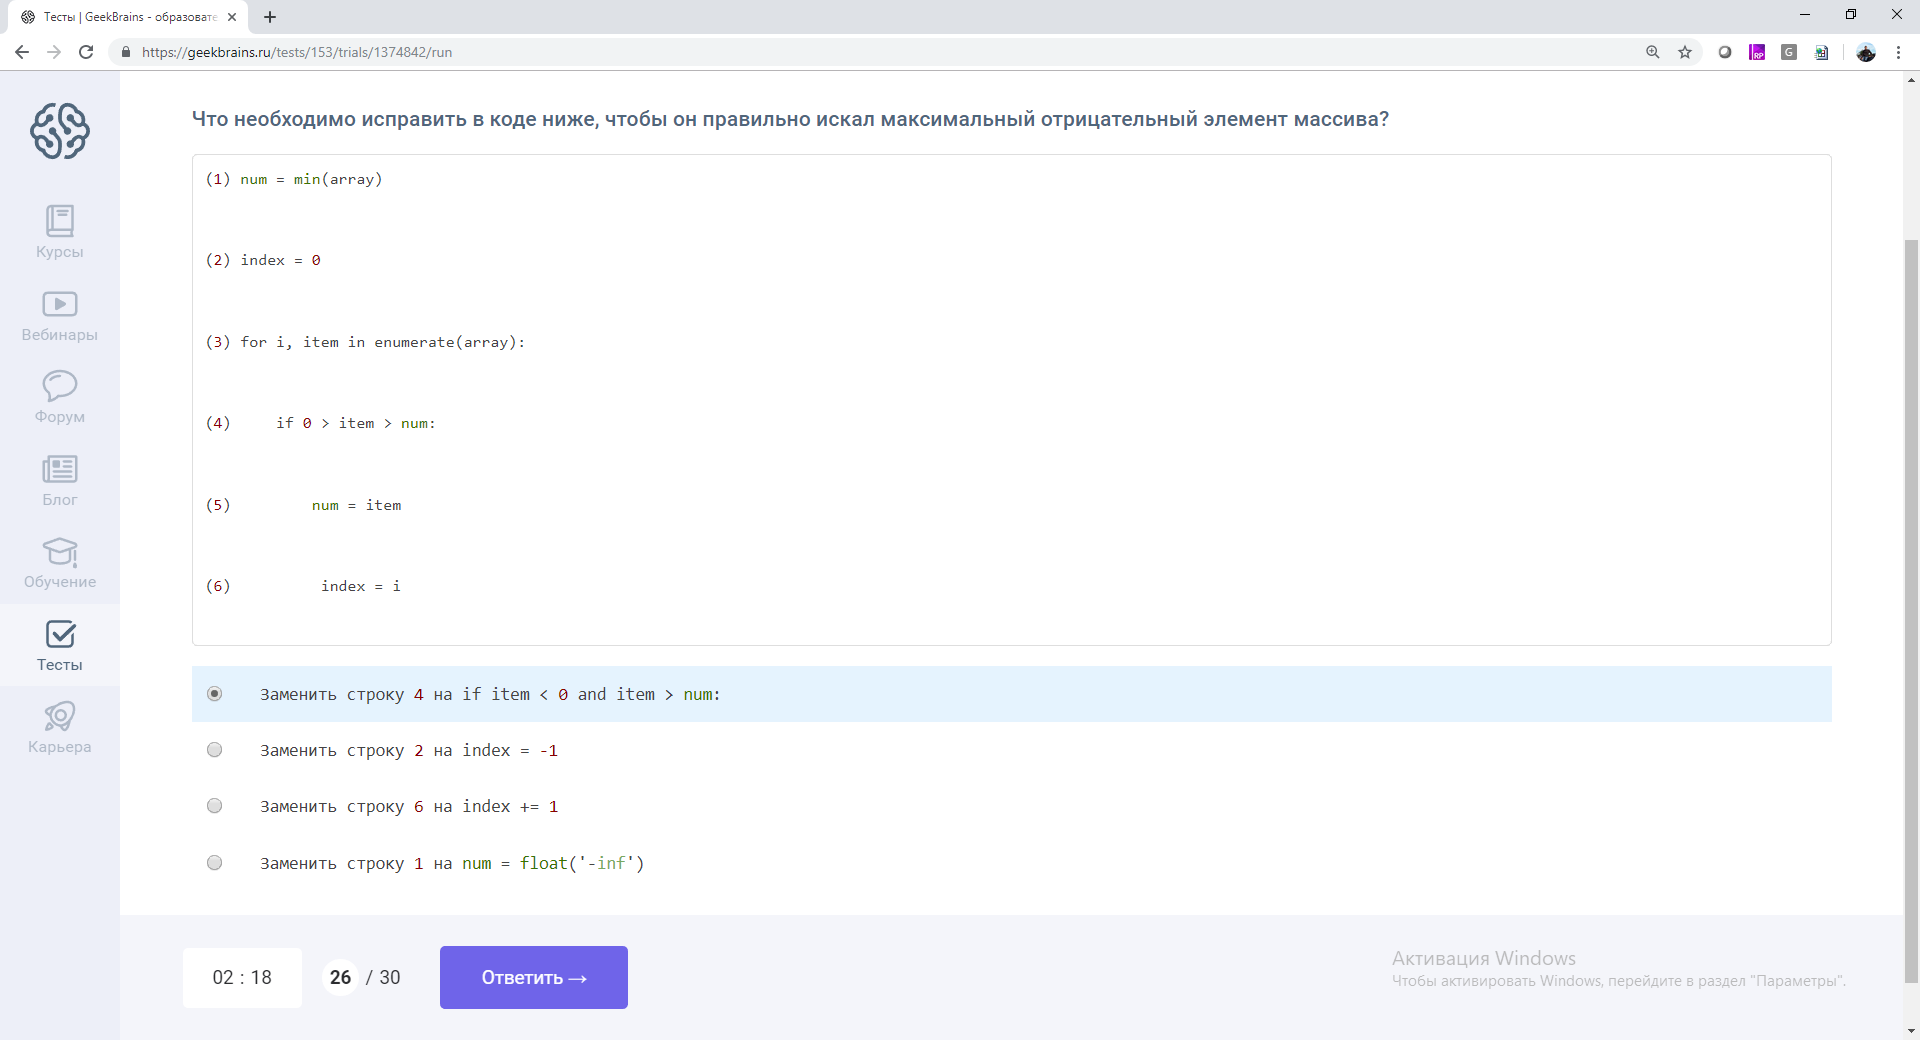 Тесты | GeekBrains - образовате
https://geekbrains.ru/tests/153/trials/1374842/run
RP
G
Курсы
Вебинары
Форум
Блог
Обучение
Тесты
Карьера
Что необходимо исправить в коде ниже, чтобы он правильно искал максимальный отрицательный элемент массива?
(1) num = min(array)
(2) index = 0
(3) for i, item in enumerate(array):
(4)     if 0 > item > num:
(5)         num = item
(6)          index = i
Заменить строку 4 на if item < 0 and item > num:
Заменить строку 2 на index = -1
Заменить строку 6 на index += 1
Заменить строку 1 на num = float('-inf')
02 : 18
26 / 30
Ответить →
Активация Windows
Чтобы активировать Windows, перейдите в раздел "Параметры".